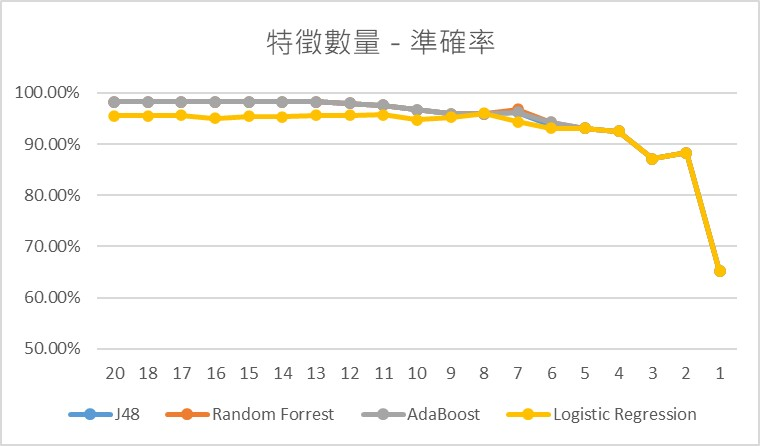 特徵數量 - 準確率
100.00%
90.00%
80.00%
70.00%
60.00%
50.00%
20 18 17 16 15 14 13 12 11 10 9 8 7 6 5 4 3 2 1
J48 Random Forrest AdaBoost Logistic Regression